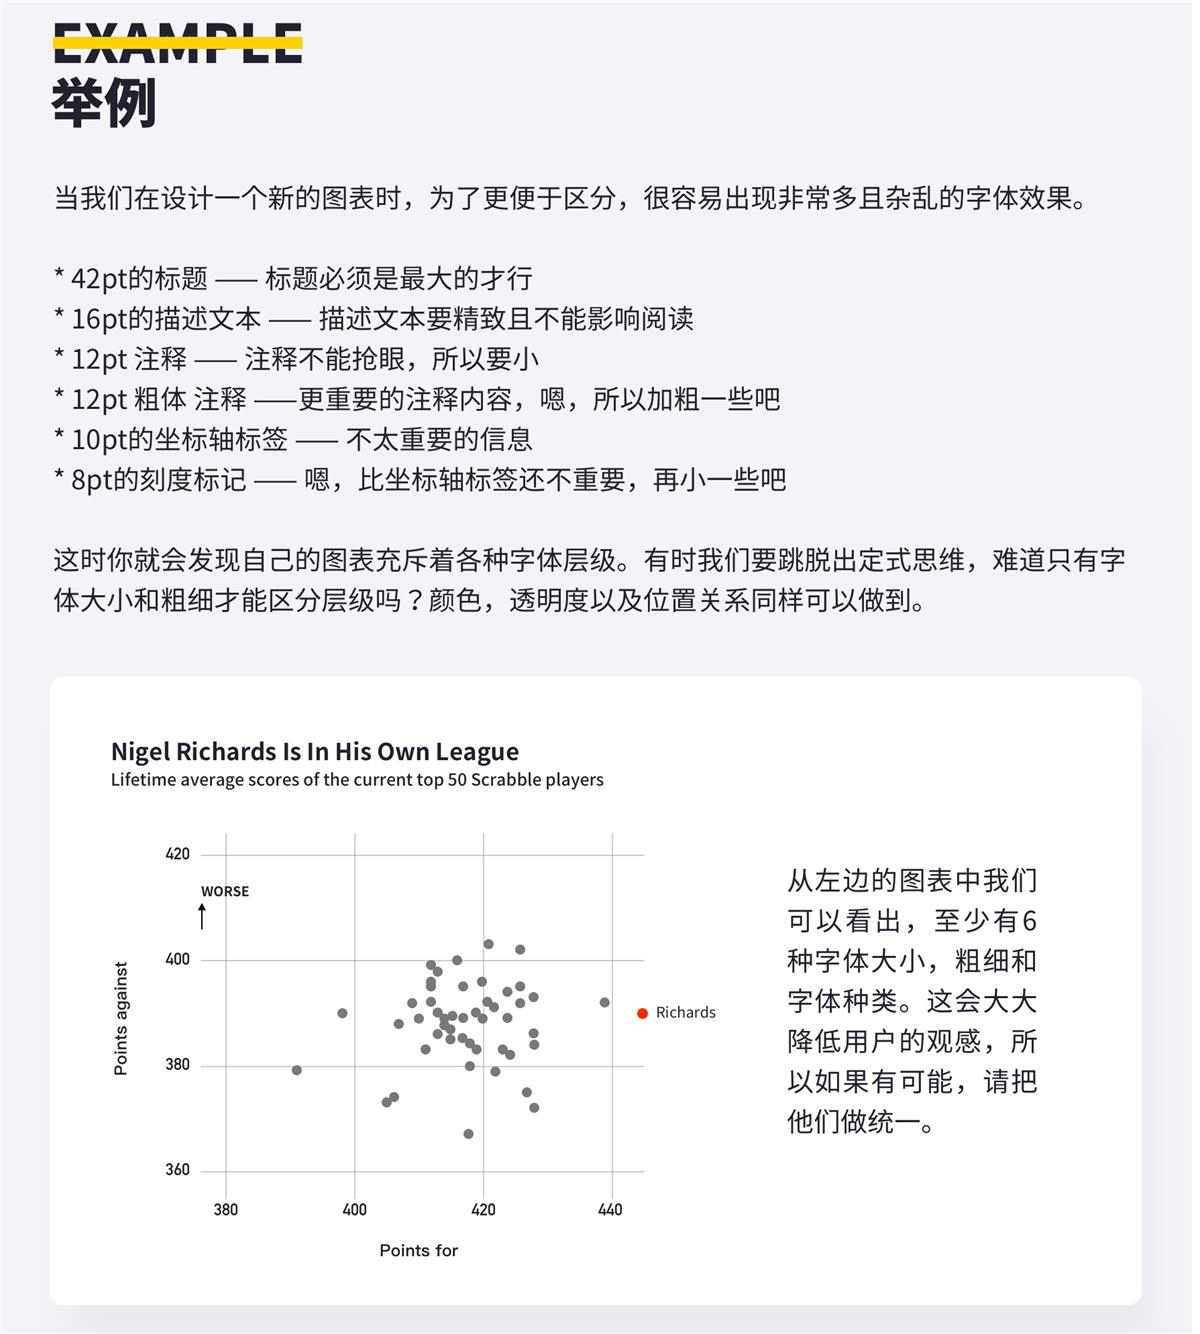 EXAMPLE
举例
当我们在设计一个新的图表时，为了更便于区分，很容易出现非常多且杂乱的字体效果。
* 42pt的标题 —— 标题必须是最大的才行
* 16pt的描述文本 —— 描述文本要精致且不能影响阅读
* 12pt 注释 —— 注释不能抢眼，所以要小
* 12pt 粗体 注释 ——更重要的注释内容，嗯，所以加粗一些吧
* 10pt的坐标轴标签 —— 不太重要的信息
* 8pt的刻度标记 —— 嗯，比坐标轴标签还不重要，再小一些吧
这时你就会发现自己的图表充斥着各种字体层级。有时我们要跳脱出定式思维，难道只有字
体大小和粗细才能区分层级吗？颜色，透明度以及位置关系同样可以做到。
Nigel Richards Is In His Own League
Lifetime average scores of the current top 50 Scrabble players
420
WORSE
400
Points against
380
360
380 400 420 440
Points for
Richards
从左边的图表中我们
可以看出，至少有6
种字体大小，粗细和
字体种类。这会大大
降低用户的观感，所
以如果有可能，请把
他们做统一。